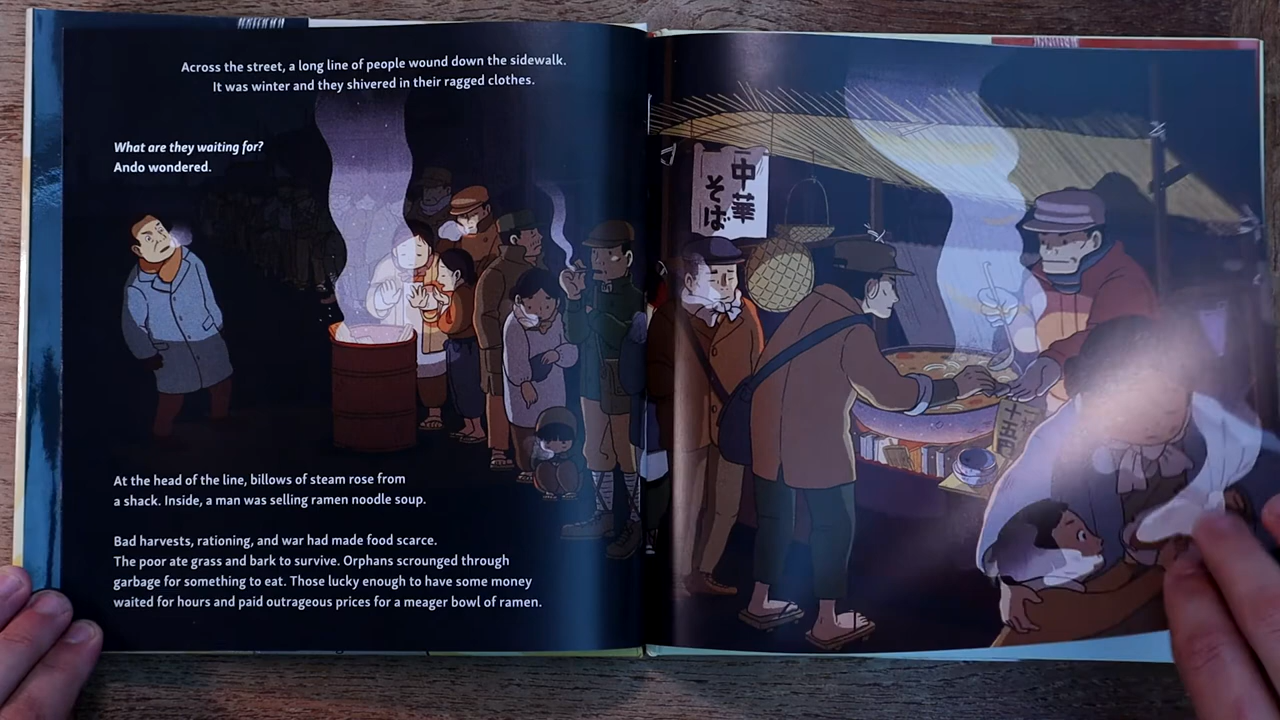 Across the street, a long line of people wound down the sidewalk.
It was winter and they shivered in their ragged clothes.
What are they waiting for?
Ando wondered.
At the head of the line, billows of steam rose from
a shack. Inside, a man was selling ramen noodle soup.
Bad harvests, rationing, and war had made food scarce.
The poor ate grass and bark to survive. Orphans scrounged through
garbage for something to eat. Those lucky enough to have some money
waited for hours and paid outrageous prices for a meager bowl of ramen.
中華
そば
十五円